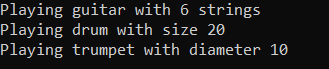 Playing guitar with 6 strings
Playing drum with size 20
Playing trumpet with diameter 10